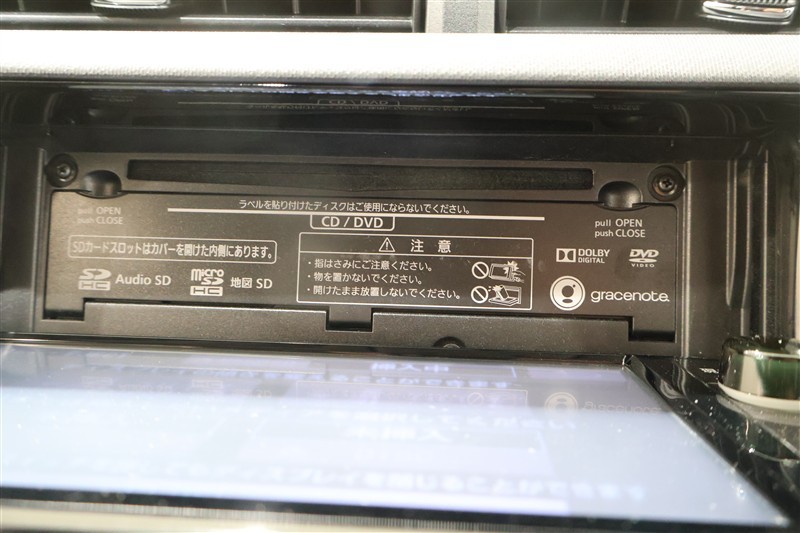 ラベルを貼り付けたディスクはご使用にならないでください。
CD / DVD
pull OPEN
push CLOSE
pull OPEN
push CLOSE
SDカードスロットはカバーを開けた内側にあります。
SD HC Audio SD
micro SD HC 地図 SD
⚠ 注意
・指はさみにご注意ください。
・物を置かないでください。
・開けたまま放置しないでください。
DOLBY
DIGITAL
DVD
VIDEO
gracenote.